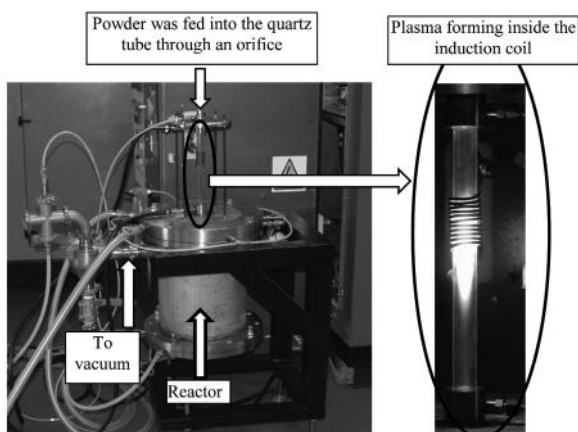 Powder was fed into the quartz
tube through an orifice
Plasma forming inside the
induction coil
To
vacuum
Reactor